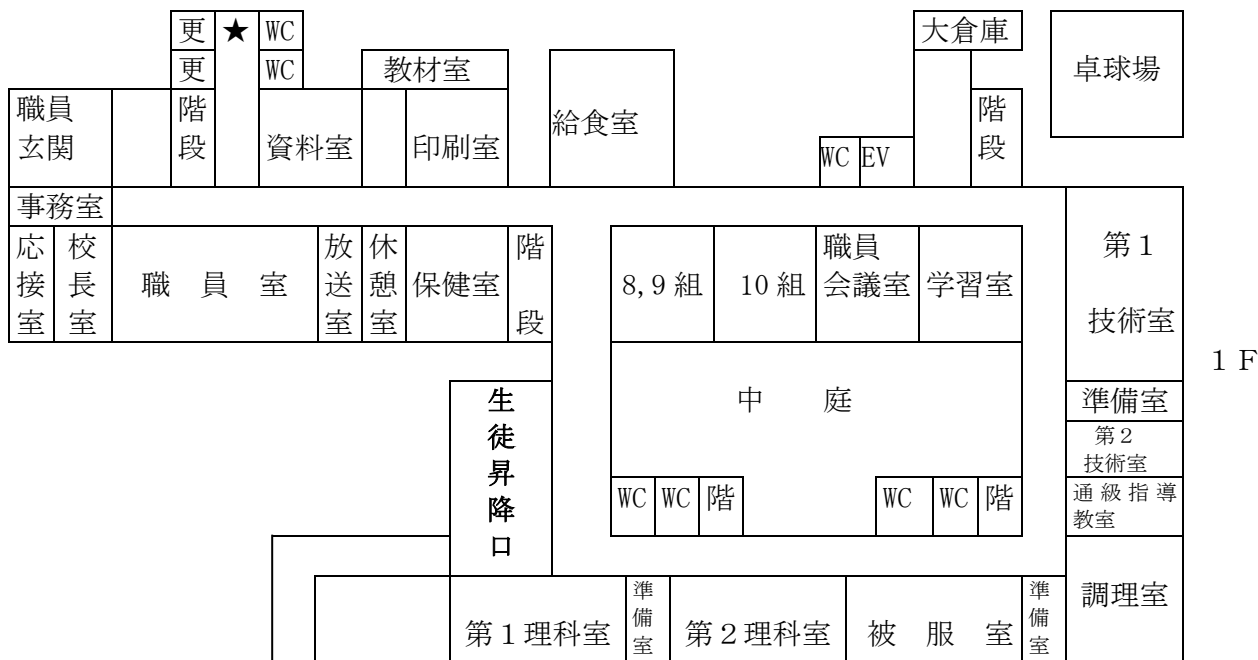 更 ★ WC
大倉庫
更 WC
教材室
卓球場
職員
玄関
階段
資料室
印刷室
給食室
WC EV
階段
事務室
応接室
校長室
職 員 室
放送室
休憩室
保健室
階段
8,9組
10組
職員
会議室
学習室
第1
技術室
1F
生徒昇降口
中 庭
準備室
第2
技術室
WC WC 階
WC WC 階
通級指導
教室
第1理科室
準備室
第2理科室
被 服 室
準備室
調理室